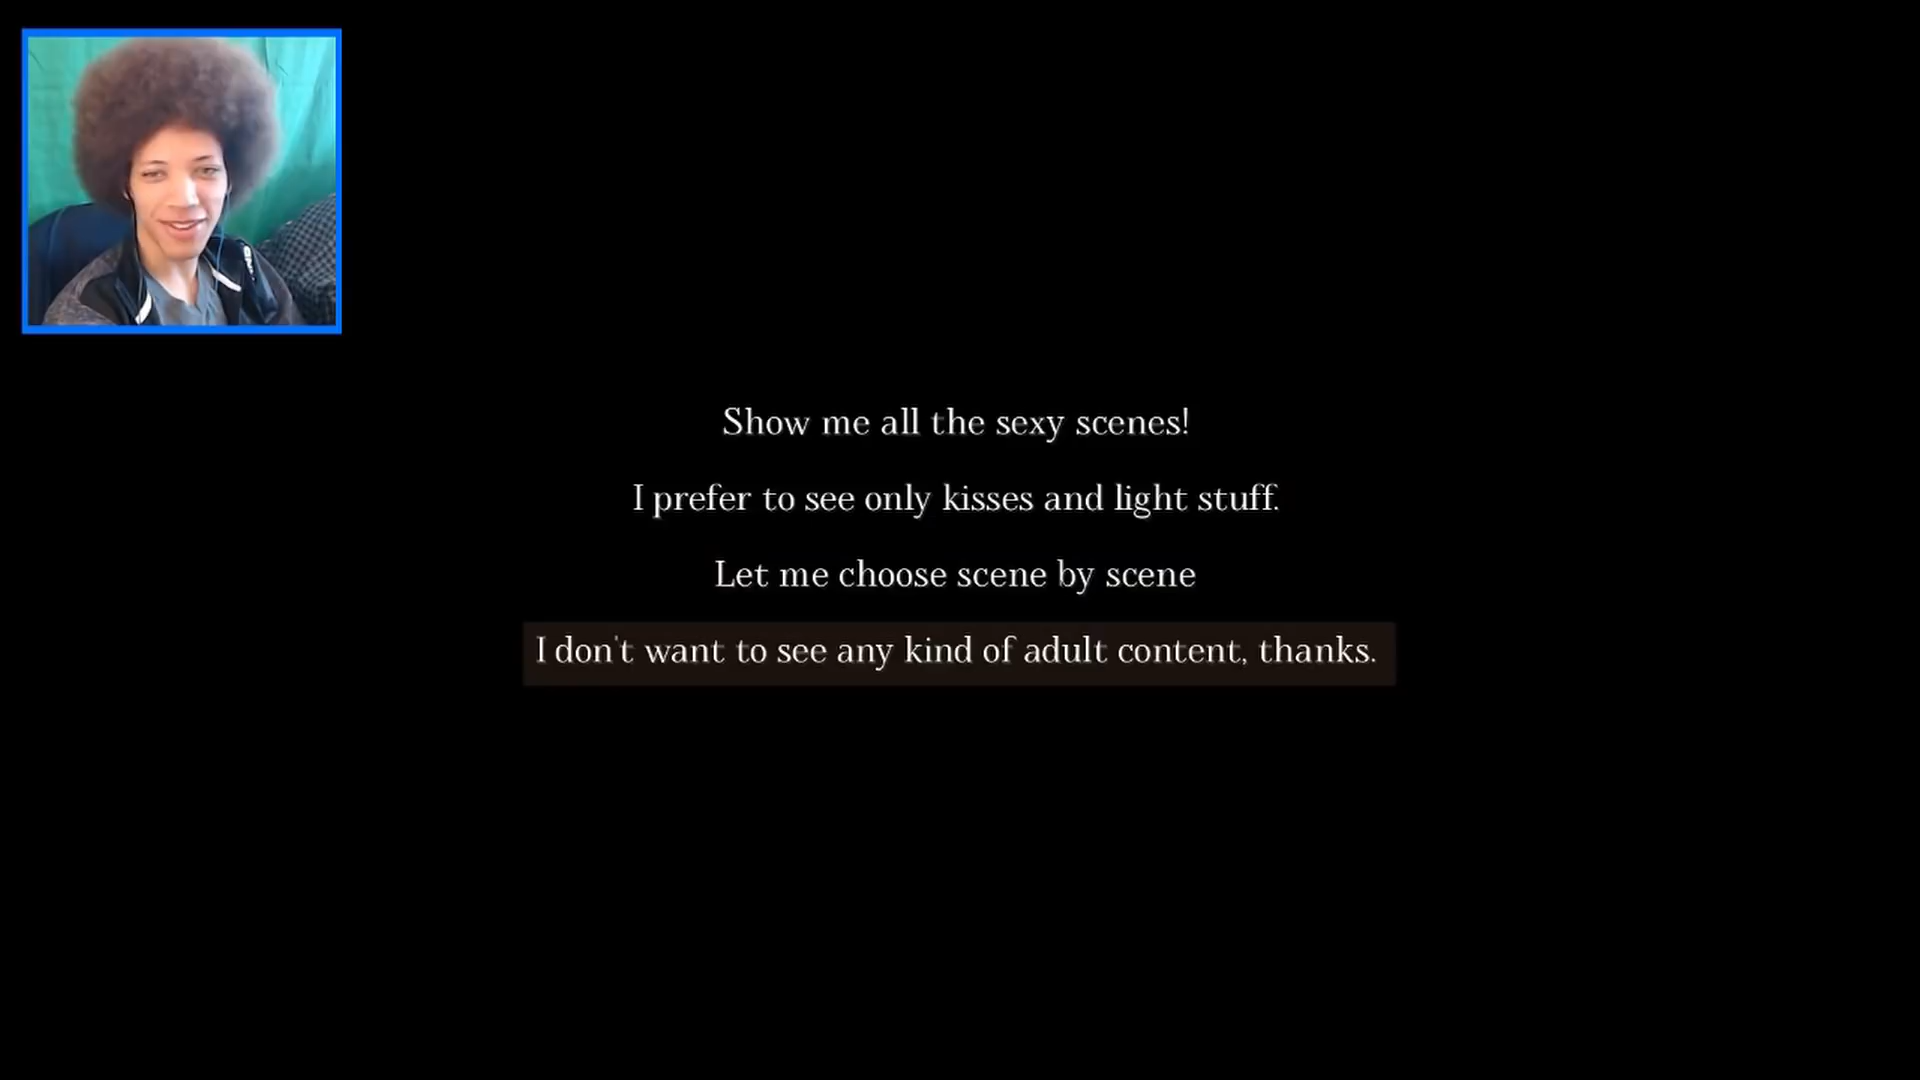 Show me all the sexy scenes!
I prefer to see only kisses and light stuff.
Let me choose scene by scene
I don't want to see any kind of adult content, thanks.